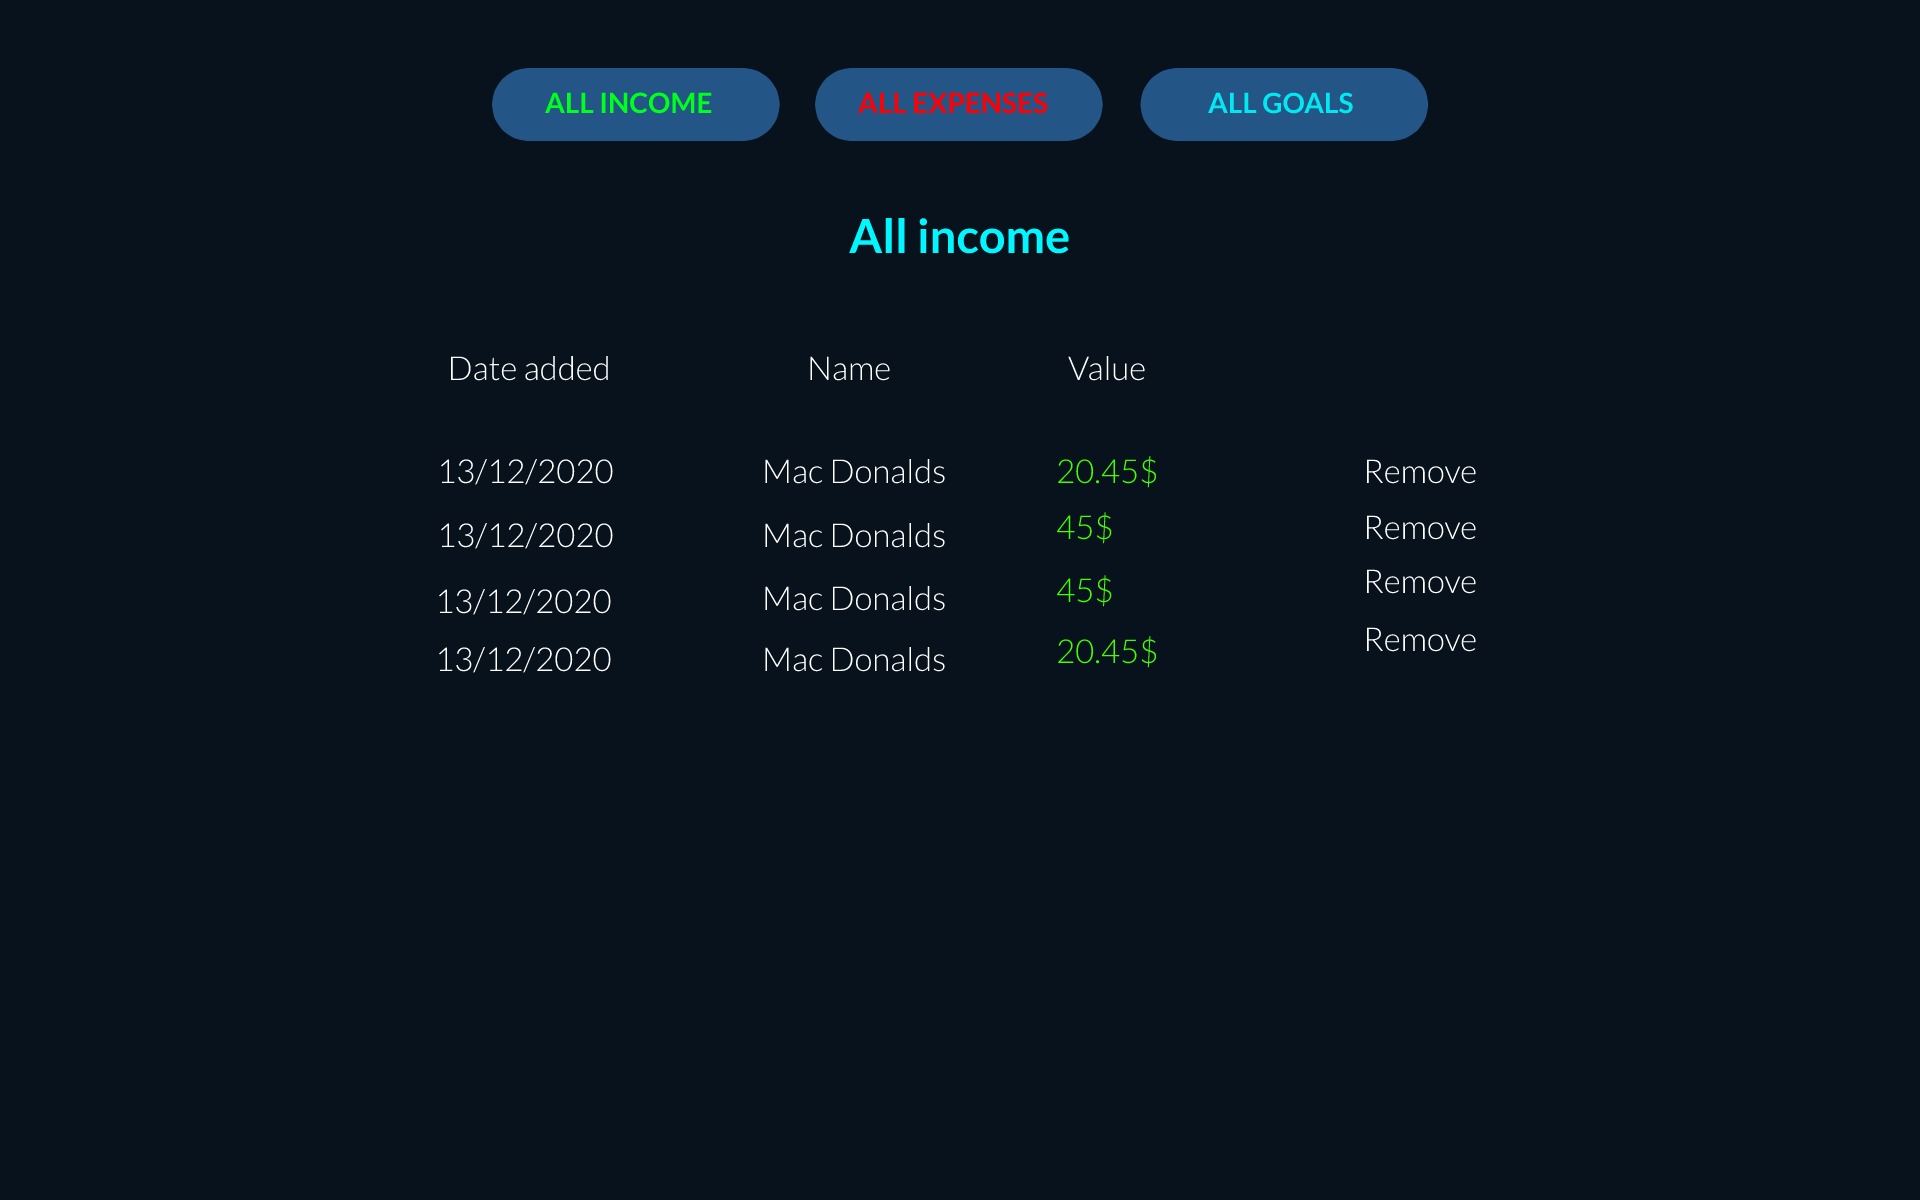 ALL INCOME ALL EXPENSES ALL GOALS
All income
Date added Name Value
13/12/2020 Mac Donalds 20.45$ Remove
13/12/2020 Mac Donalds 45$ Remove
13/12/2020 Mac Donalds 45$ Remove
13/12/2020 Mac Donalds 20.45$ Remove